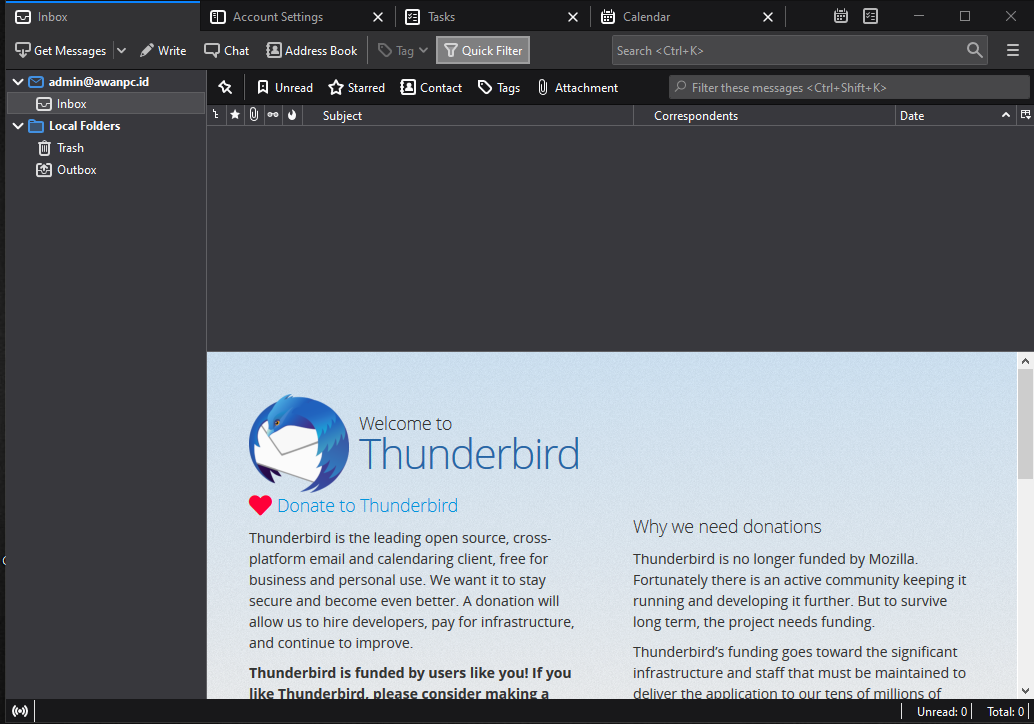 Inbox
Account Settings
Tasks
Calendar
Get Messages
Write
Chat
Address Book
Tag
Quick Filter
Search <Ctrl+K>
admin@awanpc.id
Inbox
Local Folders
Trash
Outbox
Unread
Starred
Contact
Tags
Attachment
Filter these messages <Ctrl+Shift+K>
Subject
Correspondents
Date
Welcome to
Thunderbird
Donate to Thunderbird
Thunderbird is the leading open source, cross-
platform email and calendaring client, free for
business and personal use. We want it to stay
secure and become even better. A donation will
allow us to hire developers, pay for infrastructure,
and continue to improve.
Thunderbird is funded by users like you! If you
like Thunderbird, please consider making a
Why we need donations
Thunderbird is no longer funded by Mozilla.
Fortunately there is an active community keeping it
running and developing it further. But to survive
long term, the project needs funding.
Thunderbird’s funding goes toward the significant
infrastructure and staff that must be maintained to
deliver the application to our tens of millions of
Unread: 0
Total: 0